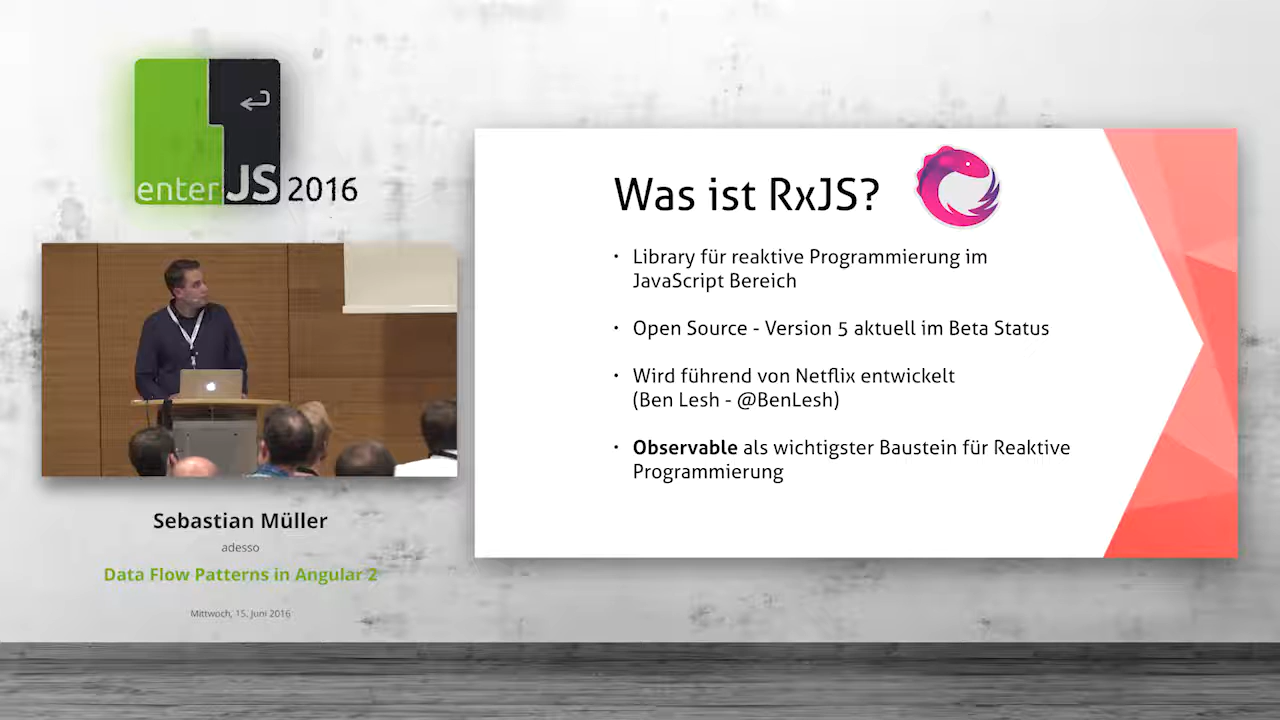 enterJS 2016
Sebastian Müller
adesso
Data Flow Patterns in Angular 2
Mittwoch, 15. Juni 2016
Was ist RxJS?
• Library für reaktive Programmierung im
JavaScript Bereich
• Open Source - Version 5 aktuell im Beta Status
• Wird führend von Netflix entwickelt
(Ben Lesh - @BenLesh)
• Observable als wichtigster Baustein für Reaktive
Programmierung